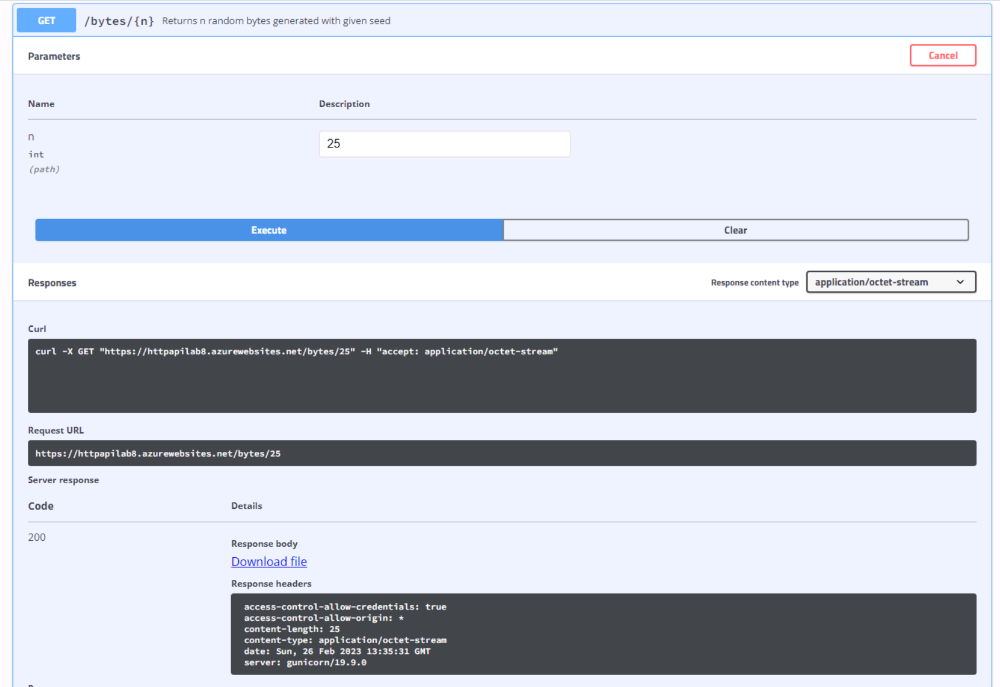 GET /bytes/{n} Returns n random bytes generated with given seed
Parameters
Cancel
Name Description
n
int
(path)
25
Execute Clear
Responses Response content type application/octet-stream
Curl
curl -X GET "https://httpapilab8.azurewebsites.net/bytes/25" -H "accept: application/octet-stream"
Request URL
https://httpapilab8.azurewebsites.net/bytes/25
Server response
Code Details
200
Response body
Download file
Response headers
access-control-allow-credentials: true
access-control-allow-origin: *
content-length: 25
content-type: application/octet-stream
date: Sun, 26 Feb 2023 13:35:31 GMT
server: gunicorn/19.9.0